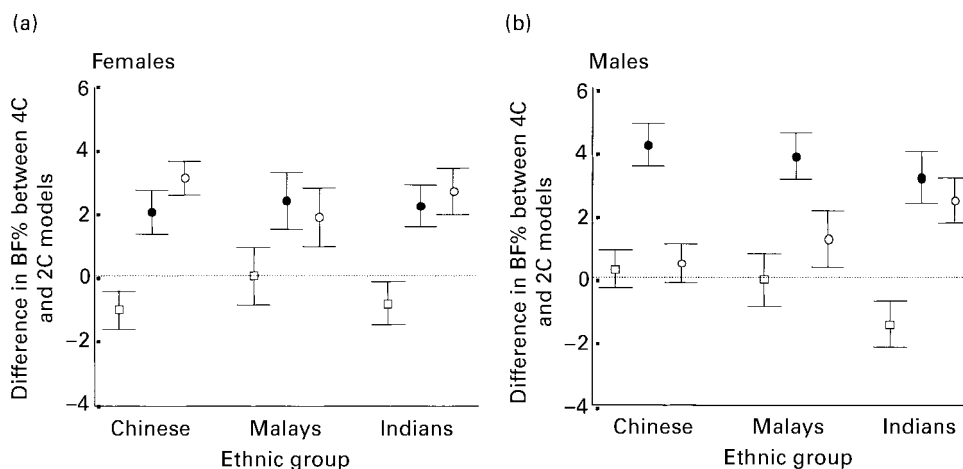 (a)
Females
Difference in BF% between 4C
and 2C models
6
4
2
0
−2
−4
Chinese Malays Indians
Ethnic group
(b)
Males
Difference in BF% between 4C
and 2C models
6
4
2
0
−2
−4
Chinese Malays Indians
Ethnic group